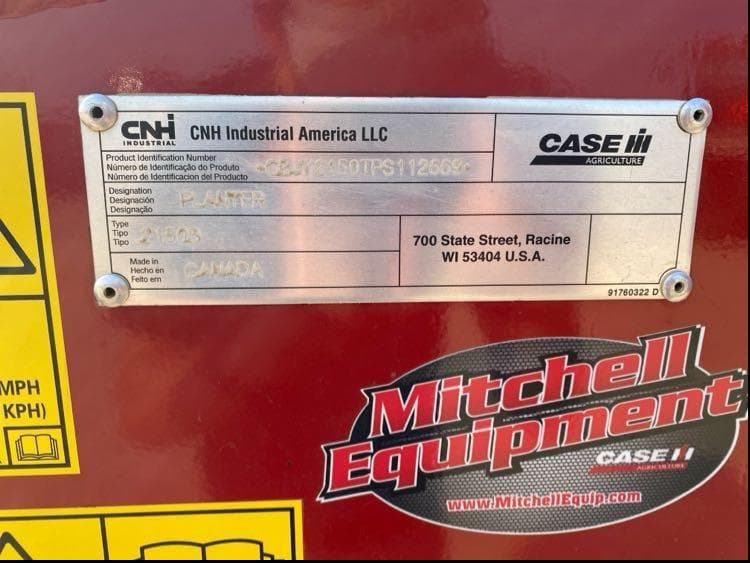 CNH
INDUSTRIAL
CNH Industrial America LLC
CASE IH
AGRICULTURE
Product Identification Number
Número de Identificação do Produto
Número de Identificacion del Producto
Designation
Designación
Designação
PLANTER
Type
Tipo
Tipo
700 State Street, Racine
WI 53404 U.S.A.
Made in
Hecho en
Feito em
CANADA
91760322 D
MPH
KPH)
Mitchell
Equipment
CASE IH
AGRICULTURE
www.MitchellEquip.com